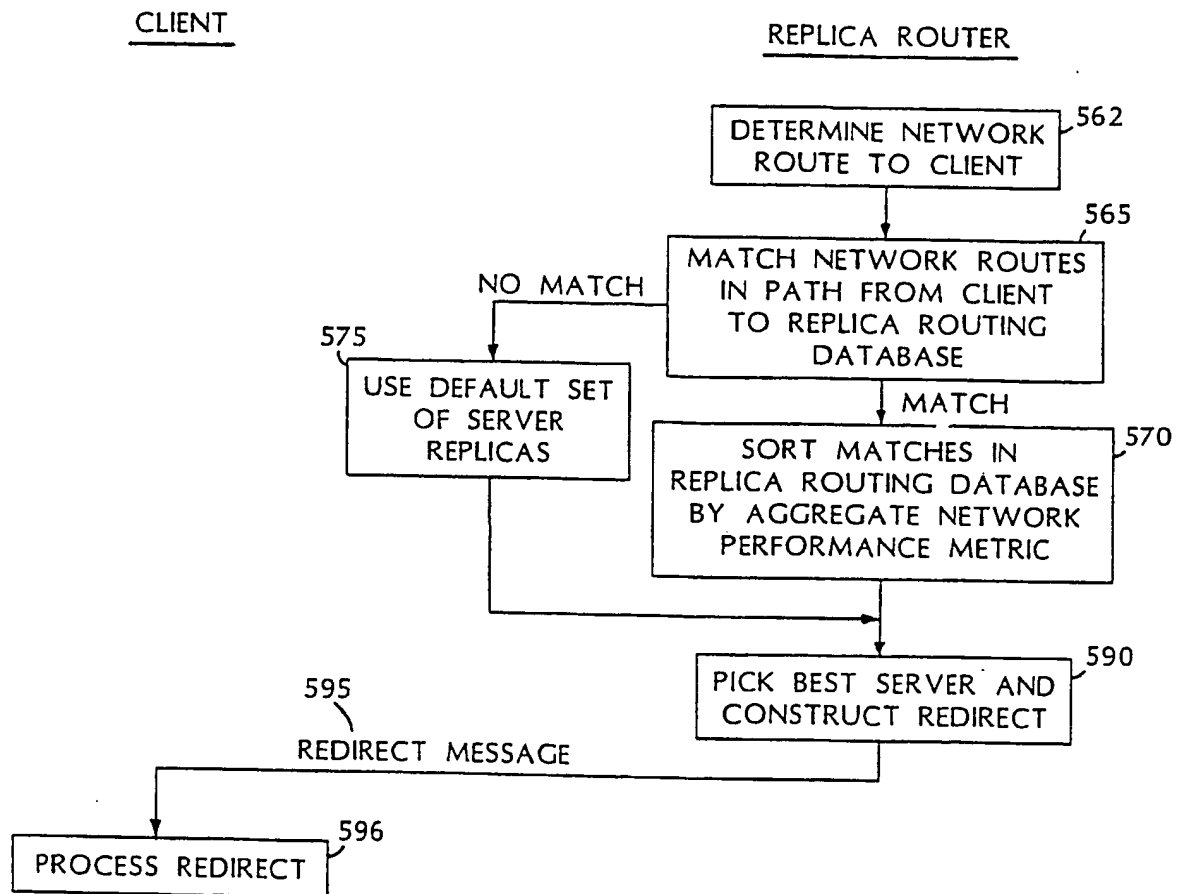 CLIENT
REPLICA ROUTER
562
DETERMINE NETWORK
ROUTE TO CLIENT
565
MATCH NETWORK ROUTES
IN PATH FROM CLIENT
TO REPLICA ROUTING
DATABASE
NO MATCH
575
USE DEFAULT SET
OF SERVER
REPLICAS
MATCH
570
SORT MATCHES IN
REPLICA ROUTING DATABASE
BY AGGREGATE NETWORK
PERFORMANCE METRIC
590
PICK BEST SERVER AND
CONSTRUCT REDIRECT
595
REDIRECT MESSAGE
596
PROCESS REDIRECT